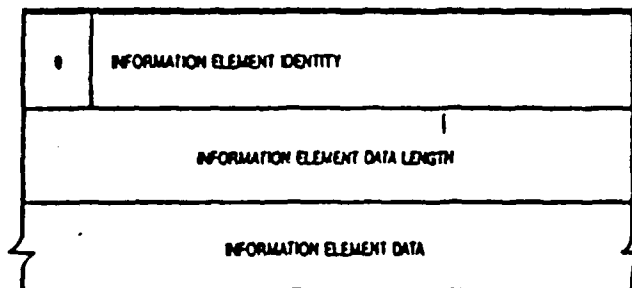 0 INFORMATION ELEMENT IDENTITY
INFORMATION ELEMENT DATA LENGTH
INFORMATION ELEMENT DATA